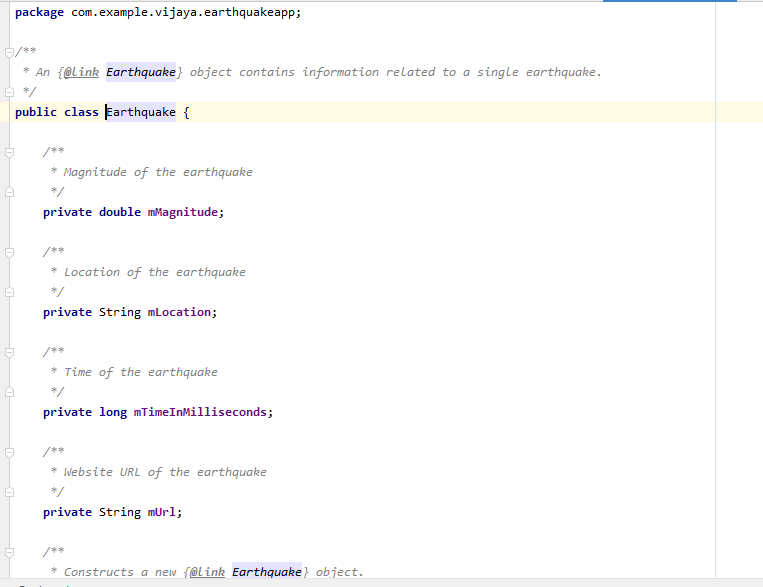 package com.example.vijaya.earthquakeapp;
/**
* An {@link Earthquake} object contains information related to a single earthquake.
*/
public class Earthquake {
/**
* Magnitude of the earthquake
*/
private double mMagnitude;
/**
* Location of the earthquake
*/
private String mLocation;
/**
* Time of the earthquake
*/
private long mTimeInMilliseconds;
/**
* Website URL of the earthquake
*/
private String mUrl;
/**
* Constructs a new {@link Earthquake} object.